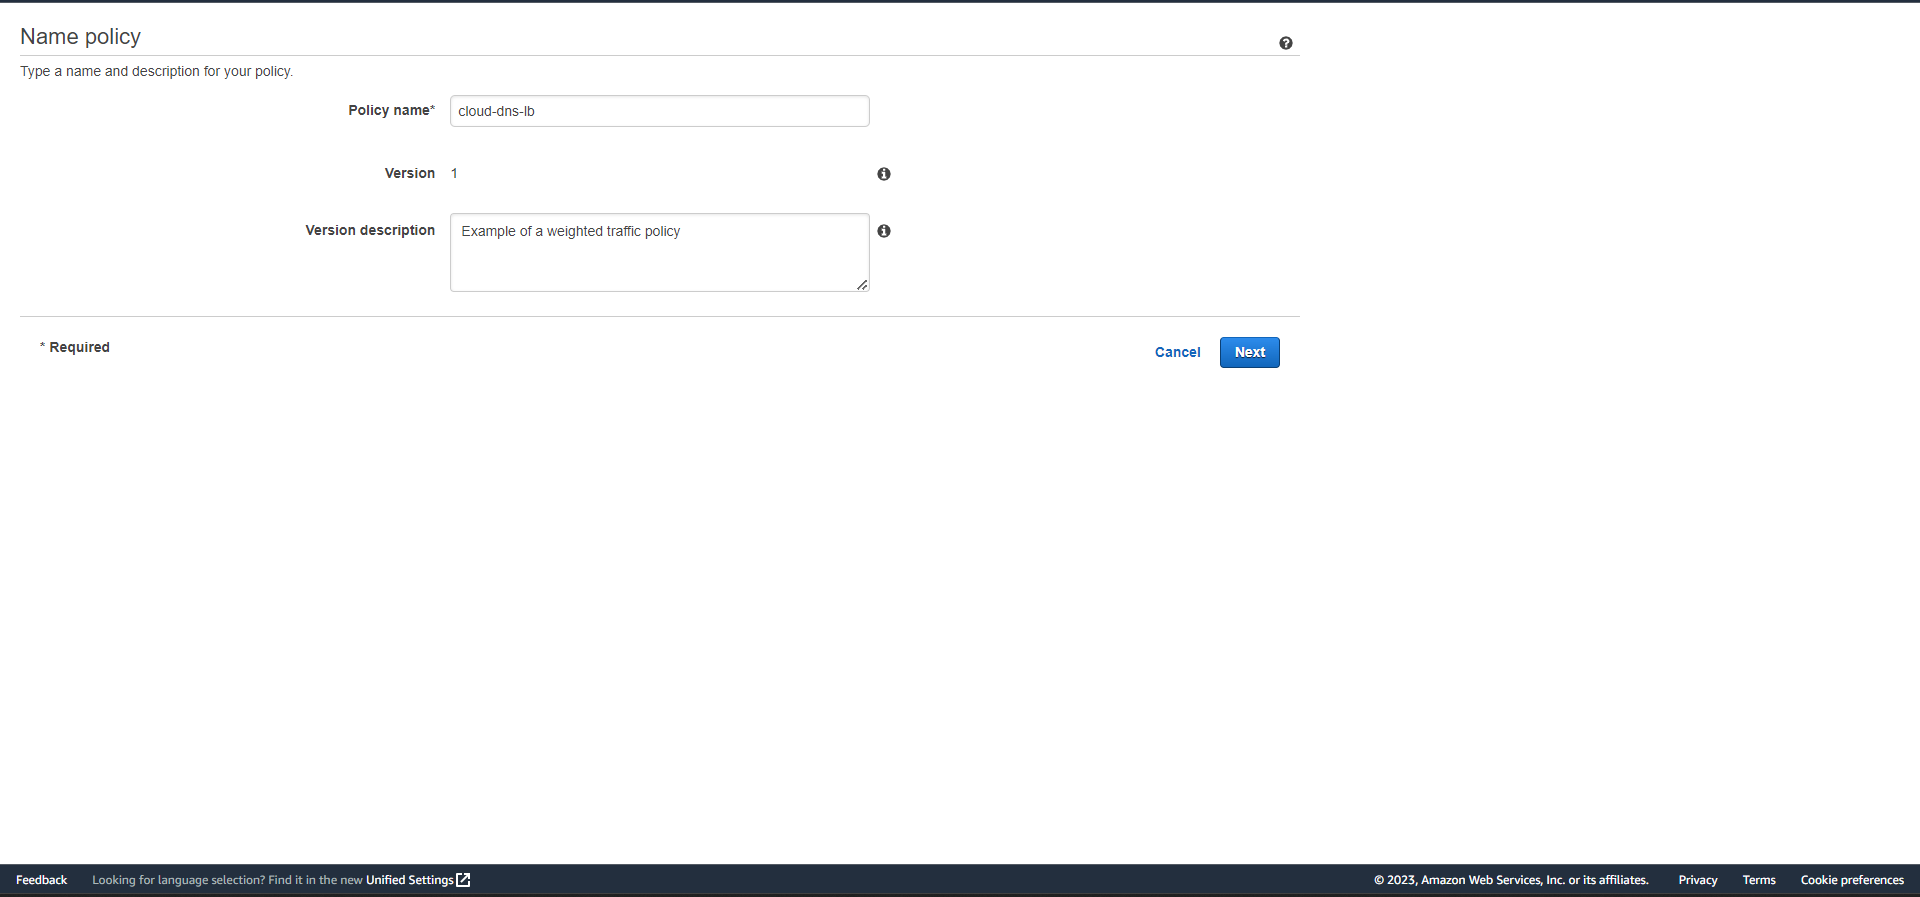 Name policy
Type a name and description for your policy.
Policy name* cloud-dns-lb
Version 1
Version description Example of a weighted traffic policy
* Required Cancel Next
Feedback Looking for language selection? Find it in the new Unified Settings © 2023, Amazon Web Services, Inc. or its affiliates. Privacy Terms Cookie preferences